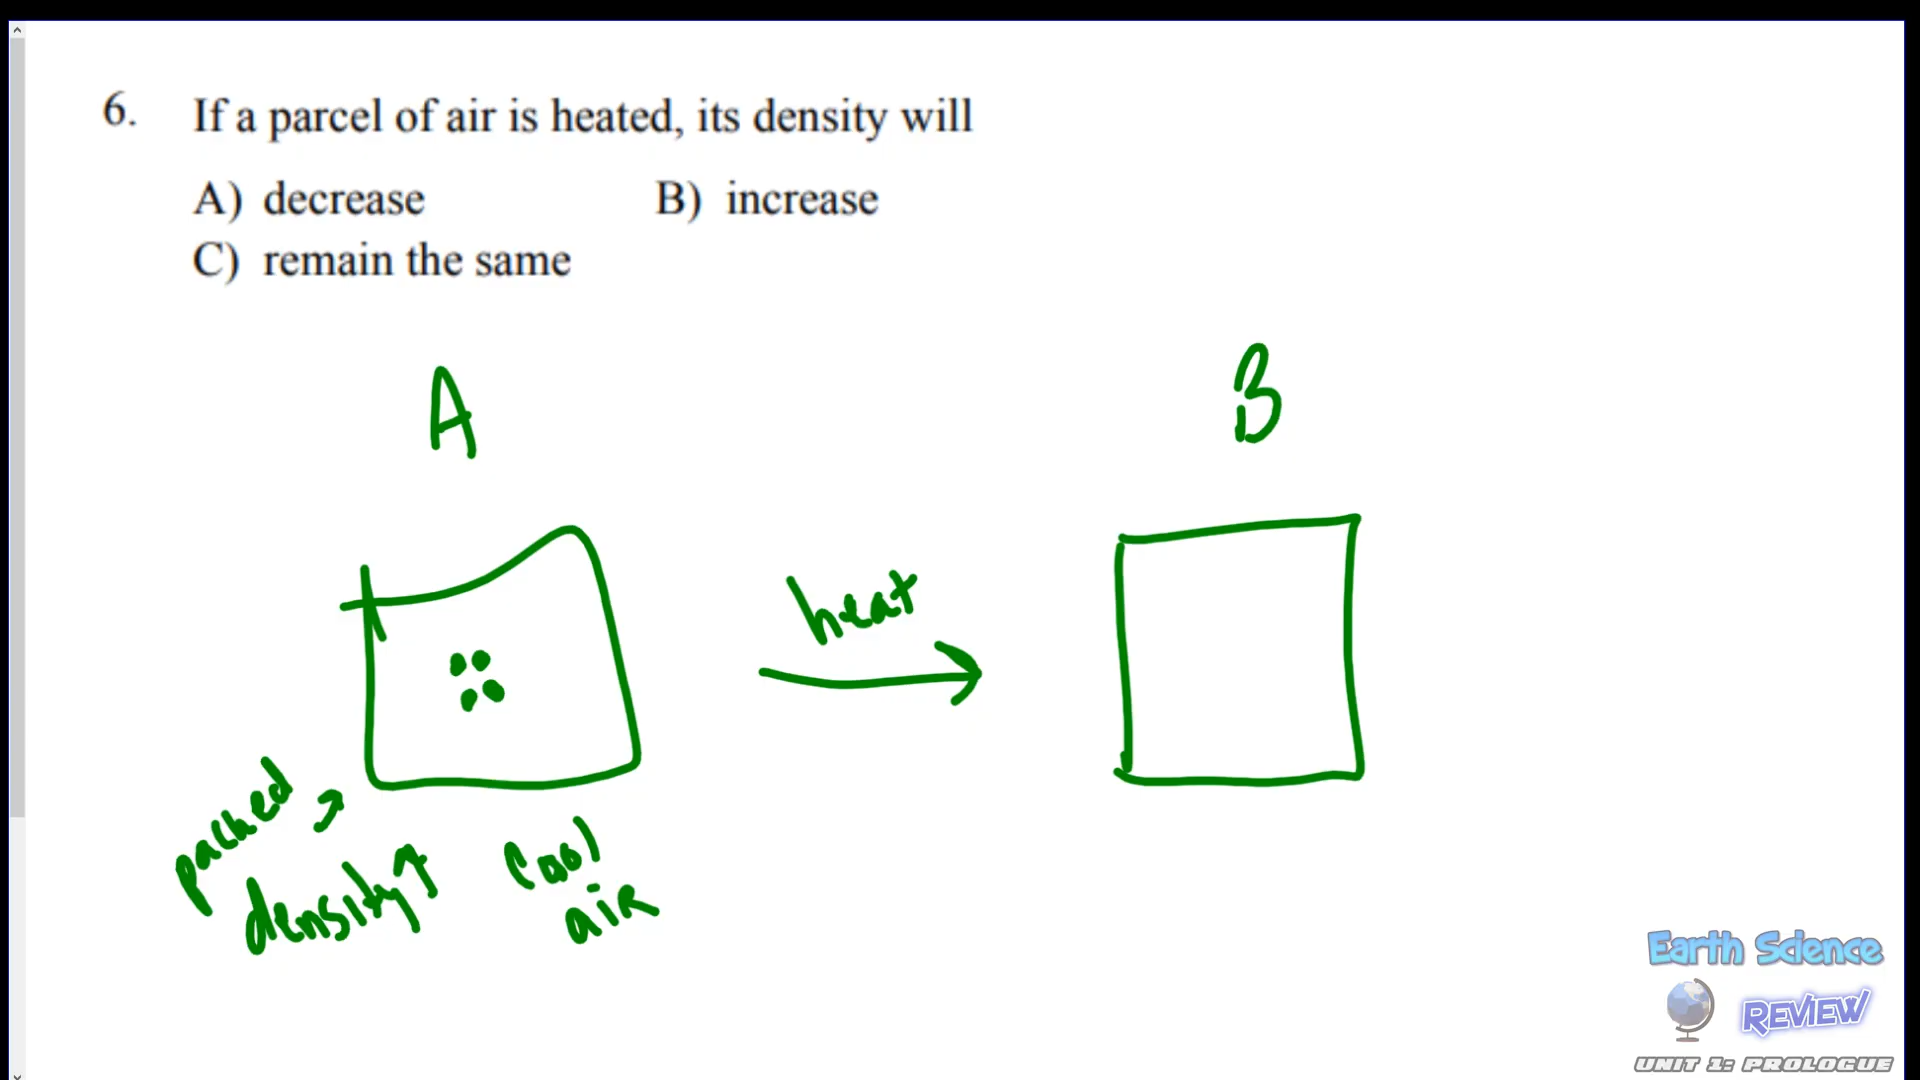 6. If a parcel of air is heated, its density will
A) decrease B) increase
C) remain the same
A
B
heat
packed
density
cool
air
Earth Science
REVIEW
UNIT 1: PROLOGUE